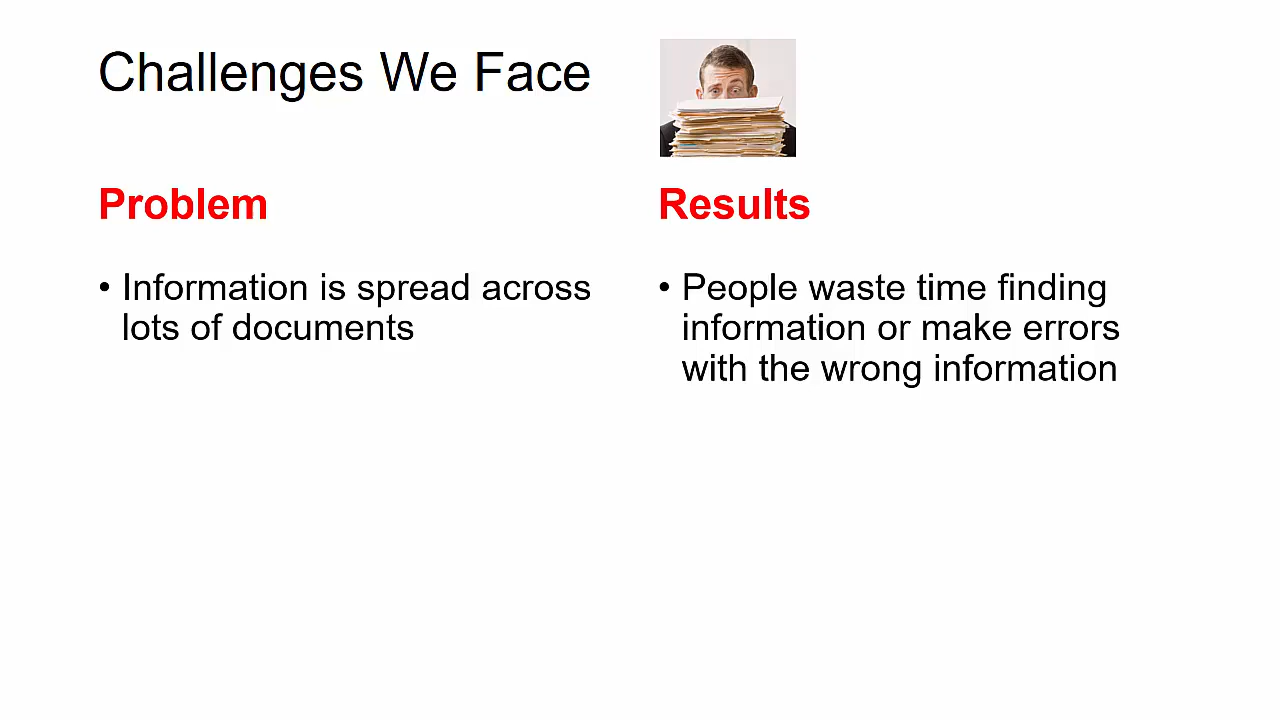 Challenges We Face
Problem
• Information is spread across
lots of documents
Results
• People waste time finding
information or make errors
with the wrong information